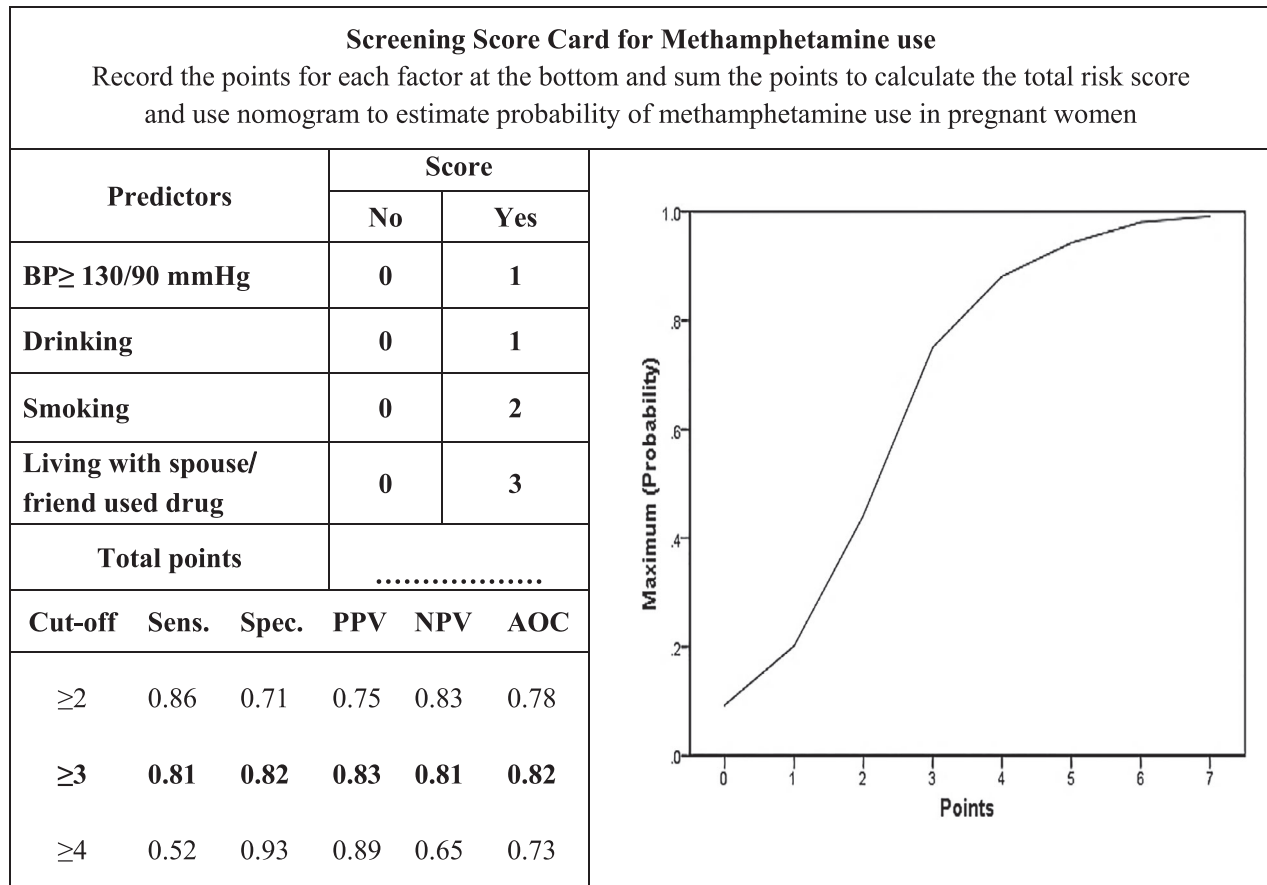 Screening Score Card for Methamphetamine use
Record the points for each factor at the bottom and sum the points to calculate the total risk score
and use nomogram to estimate probability of methamphetamine use in pregnant women
Predictors
Score
No Yes
BP≥ 130/90 mmHg 0 1
Drinking 0 1
Smoking 0 2
Living with spouse/
friend used drug 0 3
Total points ..................
Cut-off Sens. Spec. PPV NPV AOC
≥2 0.86 0.71 0.75 0.83 0.78
≥3 0.81 0.82 0.83 0.81 0.82
≥4 0.52 0.93 0.89 0.65 0.73
Maximum (Probability)
1.0
.8
.6
.4
.2
.0
0 1 2 3 4 5 6 7
Points